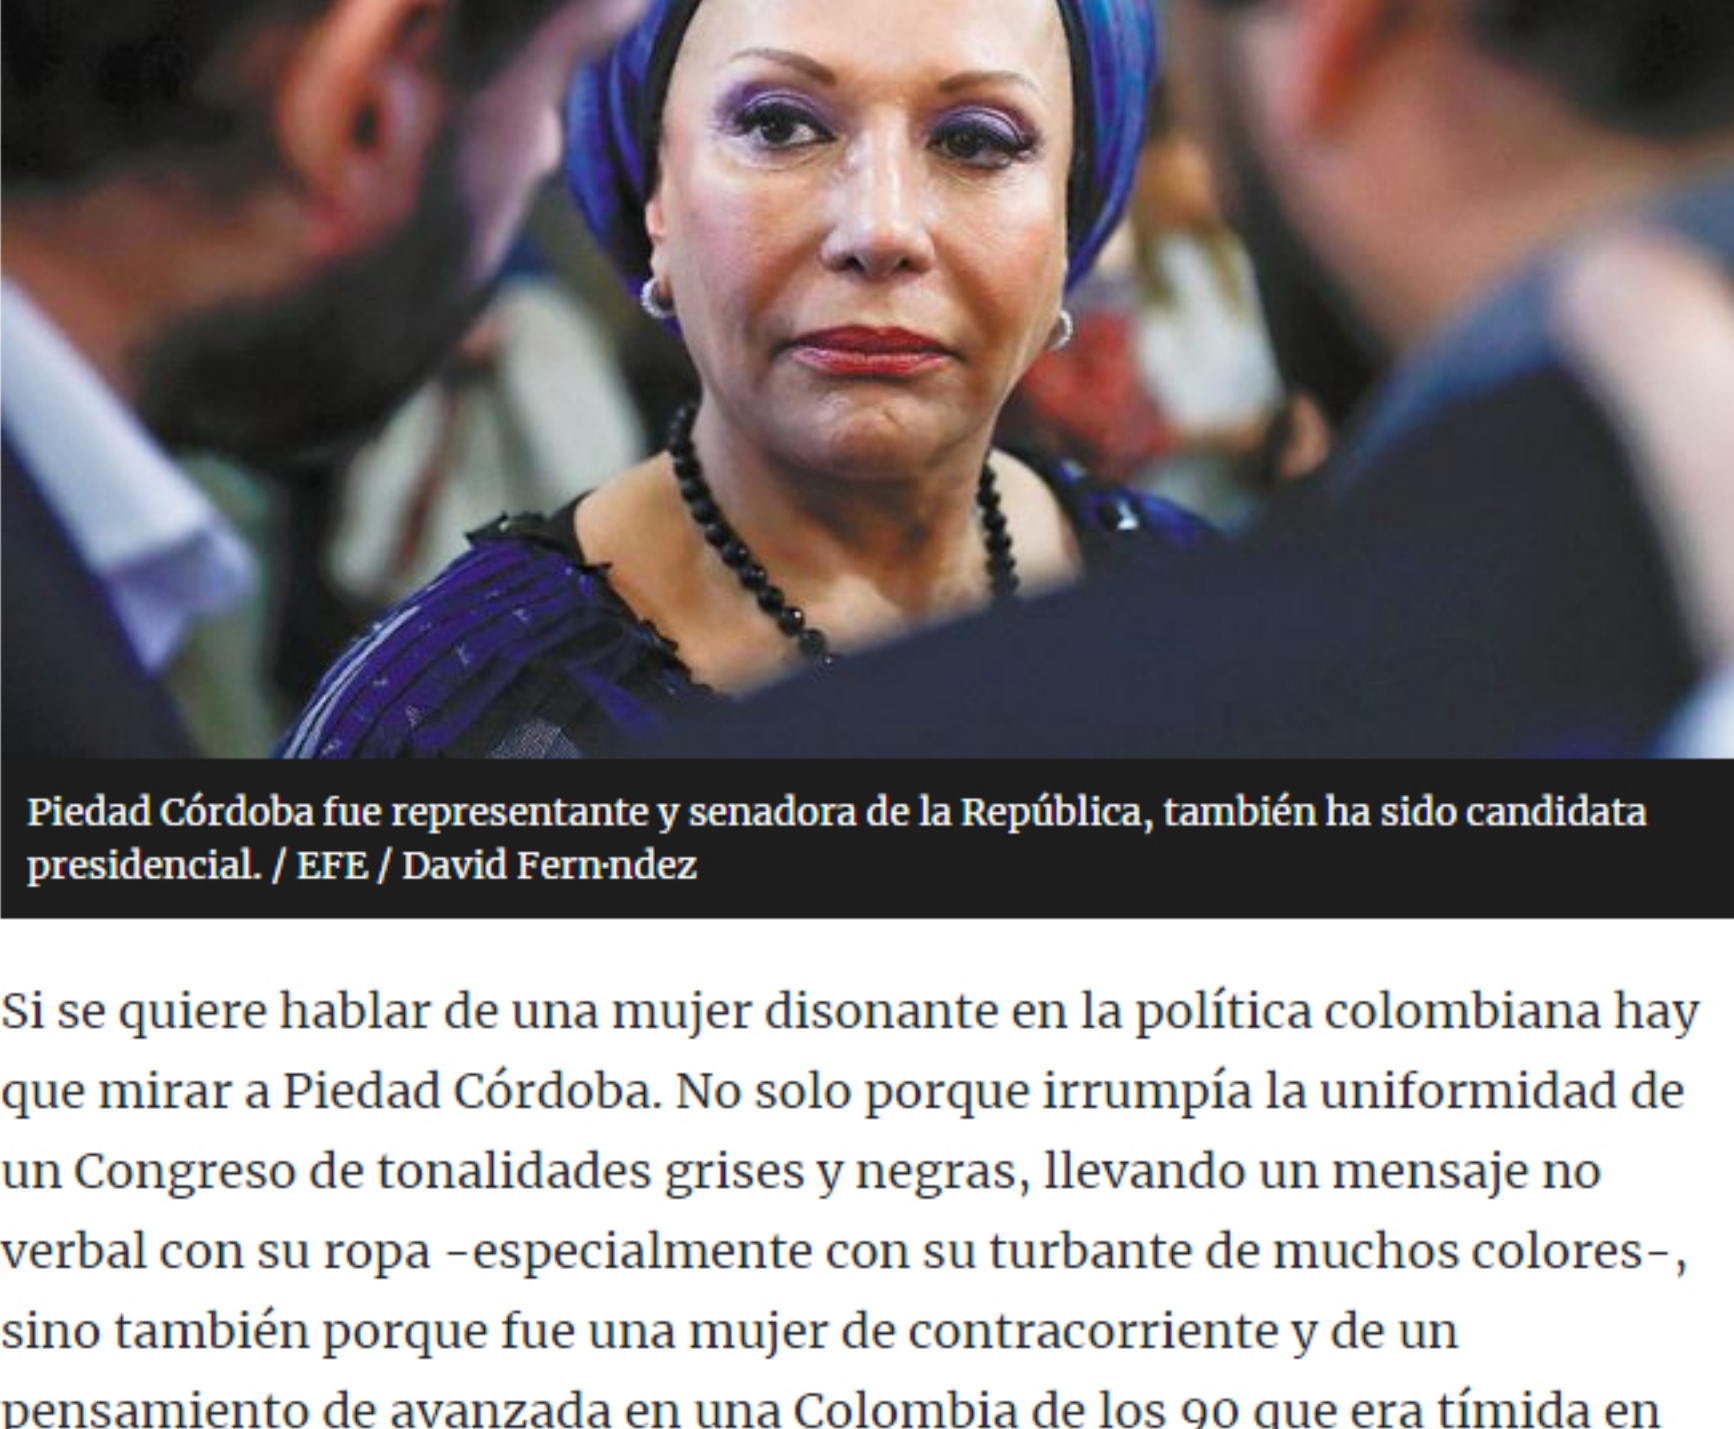 Piedad Córdoba fue representante y senadora de la República, también ha sido candidata
presidencial. / EFE / David Fern·ndez
Si se quiere hablar de una mujer disonante en la política colombiana hay
que mirar a Piedad Córdoba. No solo porque irrumpía la uniformidad de
un Congreso de tonalidades grises y negras, llevando un mensaje no
verbal con su ropa -especialmente con su turbante de muchos colores-,
sino también porque fue una mujer de contracorriente y de un
pensamiento de avanzada en una Colombia de los 90 que era tímida en